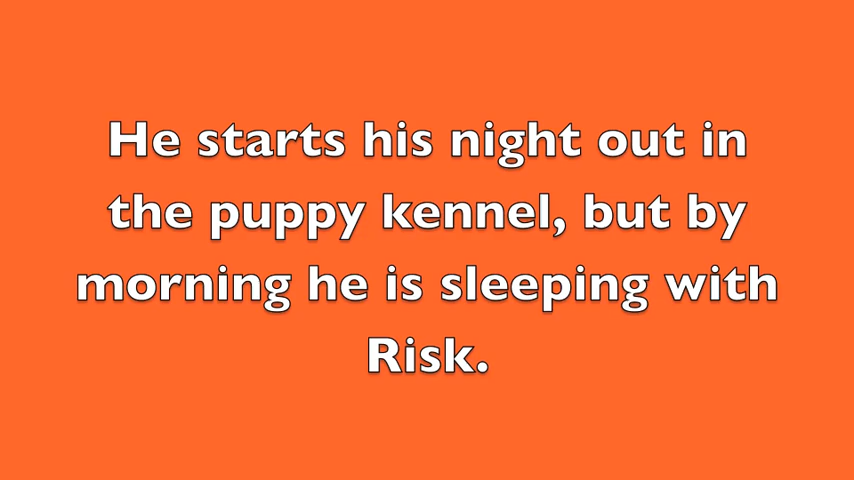 He starts his night out in
the puppy kennel, but by
morning he is sleeping with
Risk.